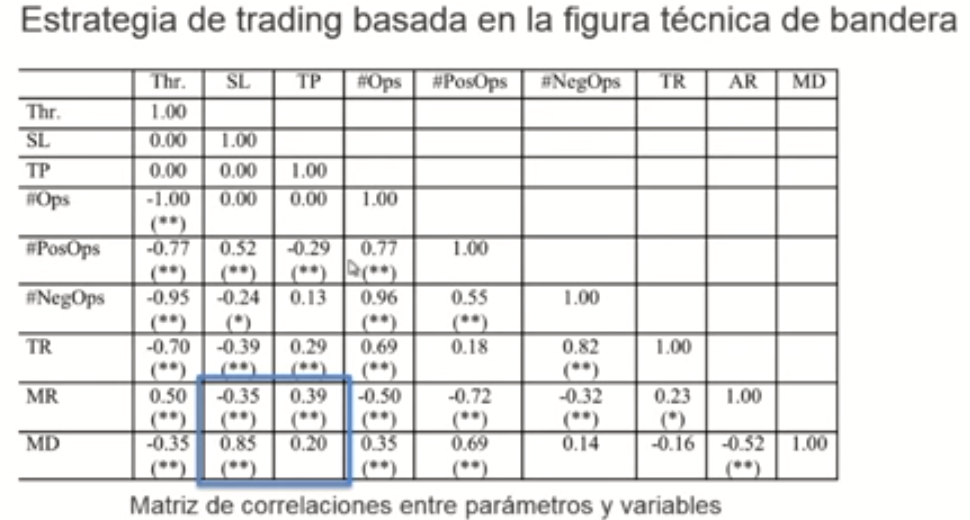 Estrategia de trading basada en la figura técnica de bandera
Thr. SL TP #Ops #PosOps #NegOps TR AR MD
Thr. 1.00
SL 0.00 1.00
TP 0.00 0.00 1.00
#Ops -1.00 0.00 0.00 1.00
(**)
#PosOps -0.77 0.52 -0.29 0.77 1.00
(**) (**) (**) (**)
#NegOps -0.95 -0.24 0.13 0.96 0.55 1.00
(**) (*) (**) (**)
TR -0.70 -0.39 0.29 0.69 0.18 0.82 1.00
(**) (**) (**) (**) (**)
MR 0.50 -0.35 0.39 -0.50 -0.72 -0.32 0.23 1.00
(**) (**) (**) (**) (**) (**) (*)
MD -0.35 0.85 0.20 0.35 0.69 0.14 -0.16 -0.52 1.00
(**) (**) (**) (**) (**)
Matriz de correlaciones entre parámetros y variables